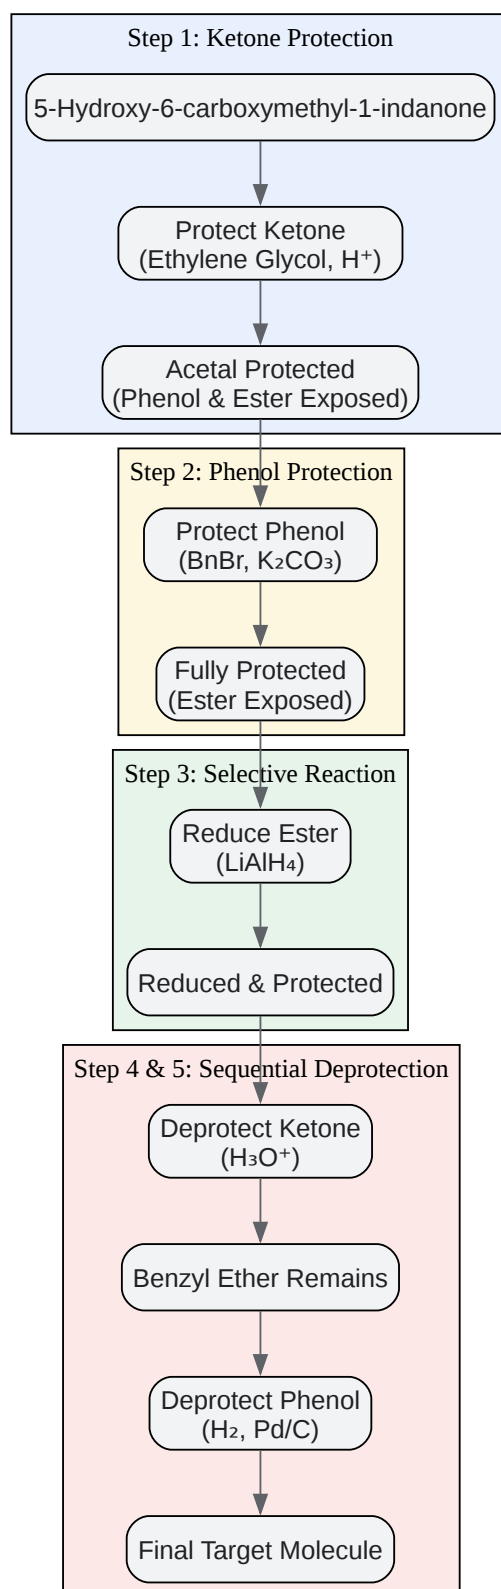 Step 1: Ketone Protection
5-Hydroxy-6-carboxymethyl-1-indanone
Protect Ketone
(Ethylene Glycol, H⁺)
Acetal Protected
(Phenol & Ester Exposed)
Step 2: Phenol Protection
Protect Phenol
(BnBr, K₂CO₃)
Fully Protected
(Ester Exposed)
Step 3: Selective Reaction
Reduce Ester
(LiAlH₄)
Reduced & Protected
Step 4 & 5: Sequential Deprotection
Deprotect Ketone
(H₃O⁺)
Benzyl Ether Remains
Deprotect Phenol
(H₂, Pd/C)
Final Target Molecule